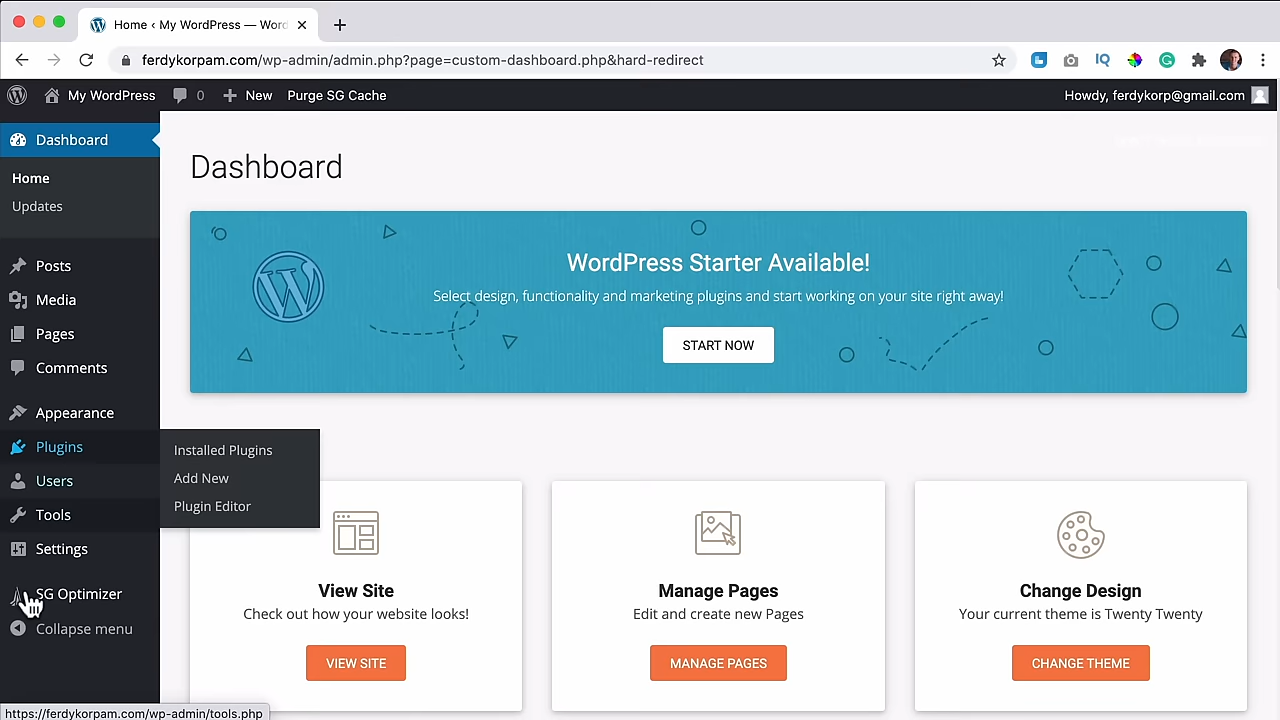 Home ‹ My WordPress — Word
ferdykorpam.com/wp-admin/admin.php?page=custom-dashboard.php&hard-redirect
My WordPress 0 New Purge SG Cache Howdy, ferdykorp@gmail.com
Dashboard
Home
Updates
Posts
Media
Pages
Comments
Appearance
Plugins
Users
Tools
Settings
SG Optimizer
Collapse menu
Installed Plugins
Add New
Plugin Editor
Dashboard
WordPress Starter Available!
Select design, functionality and marketing plugins and start working on your site right away!
START NOW
View Site
Check out how your website looks!
VIEW SITE
Manage Pages
Edit and create new Pages
MANAGE PAGES
Change Design
Your current theme is Twenty Twenty
CHANGE THEME
https://ferdykorpam.com/wp-admin/tools.php